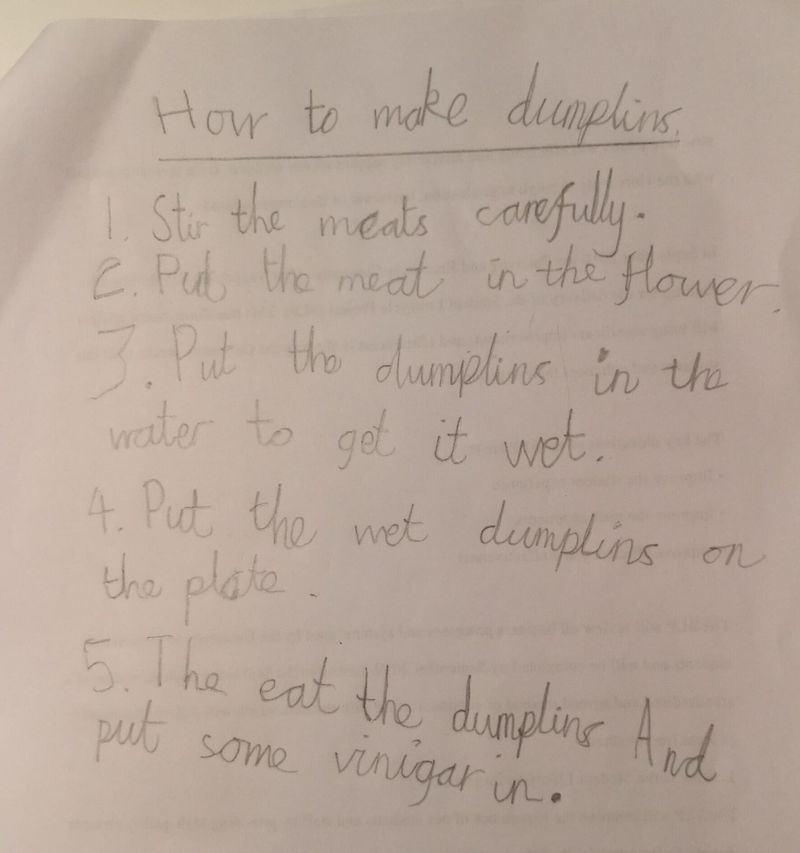 How to make dumplins.
1. Stir the meats carefully.
2. Put the meat in the flower.
3. Put the dumplins in the
water to get it wet.
4. Put the wet dumplins on
the plate.
5. The eat the dumplins And
put some vinigar in.